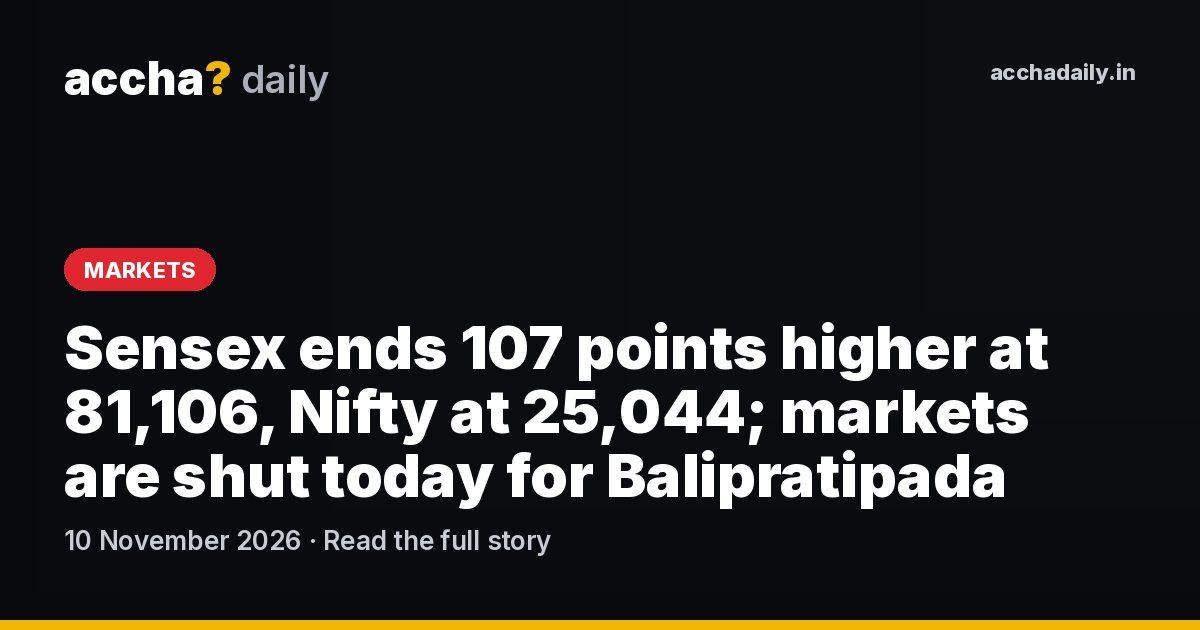 accha? daily
acchadaily.in
MARKETS
Sensex ends 107 points higher at
81,106, Nifty at 25,044; markets
are shut today for Balipratipada
10 November 2026 · Read the full story